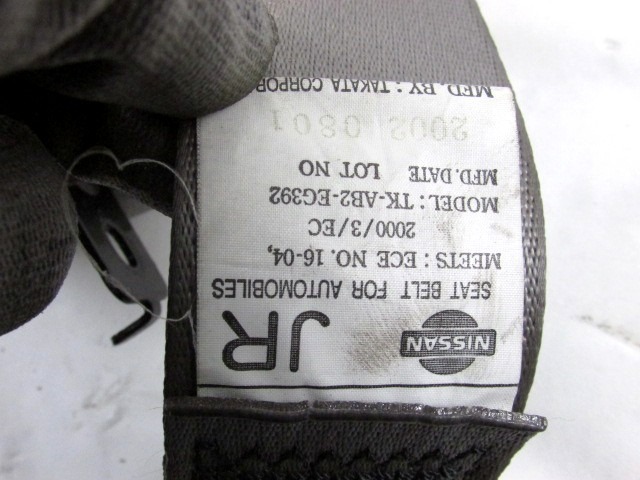 NISSAN JR
SEAT BELT FOR AUTOMOBILES
MEETS : ECE NO. 16-04,
2000/3/EC
MODEL : TK-AB2-EG392
MFD. DATE LOT NO
2002 0801
MFD. BY : TAKATA CORPOR